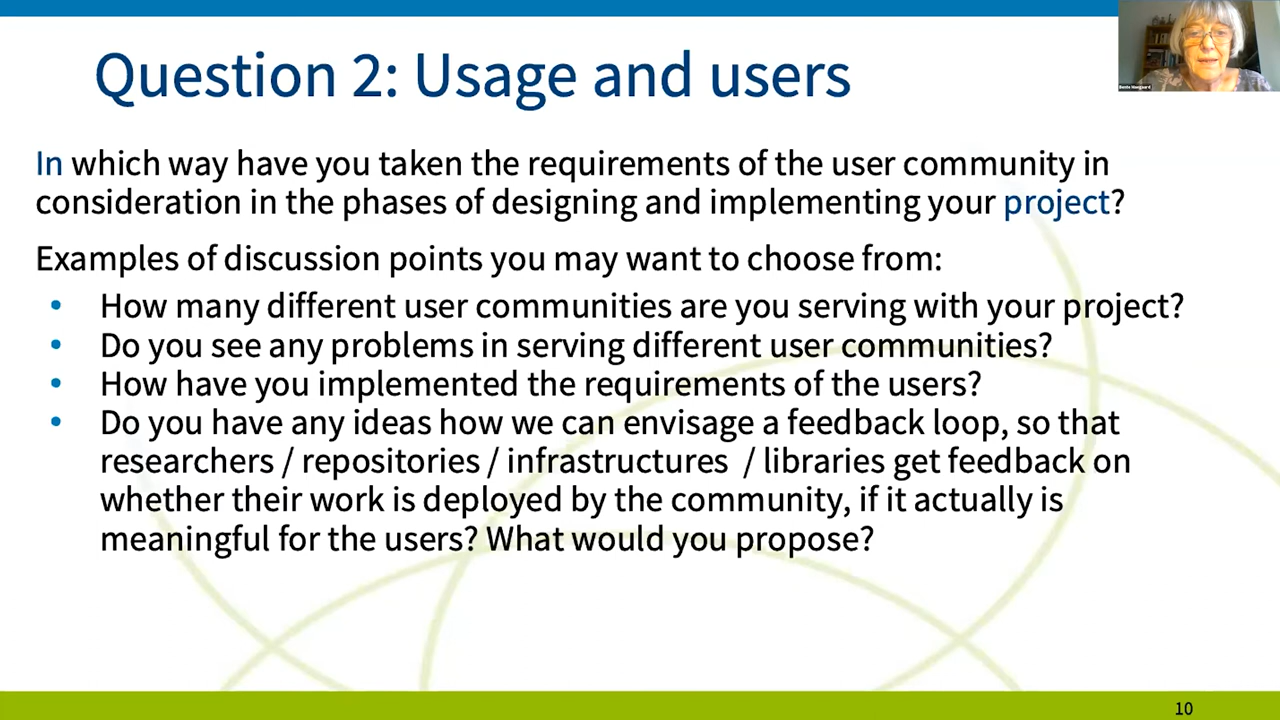 Question 2: Usage and users
In which way have you taken the requirements of the user community in
consideration in the phases of designing and implementing your project?
Examples of discussion points you may want to choose from:
• How many different user communities are you serving with your project?
• Do you see any problems in serving different user communities?
• How have you implemented the requirements of the users?
• Do you have any ideas how we can envisage a feedback loop, so that
researchers / repositories / infrastructures / libraries get feedback on
whether their work is deployed by the community, if it actually is
meaningful for the users? What would you propose?
10